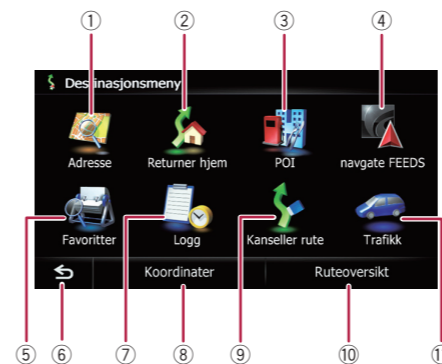 ① ② ③ ④
Destinasjonsmeny
Adresse Returner hjem POI navgate FEEDS
Favoritter Logg Kanseller rute Trafikk
Koordinater Ruteoversikt
⑤ ⑥ ⑦ ⑧ ⑨ ⑩